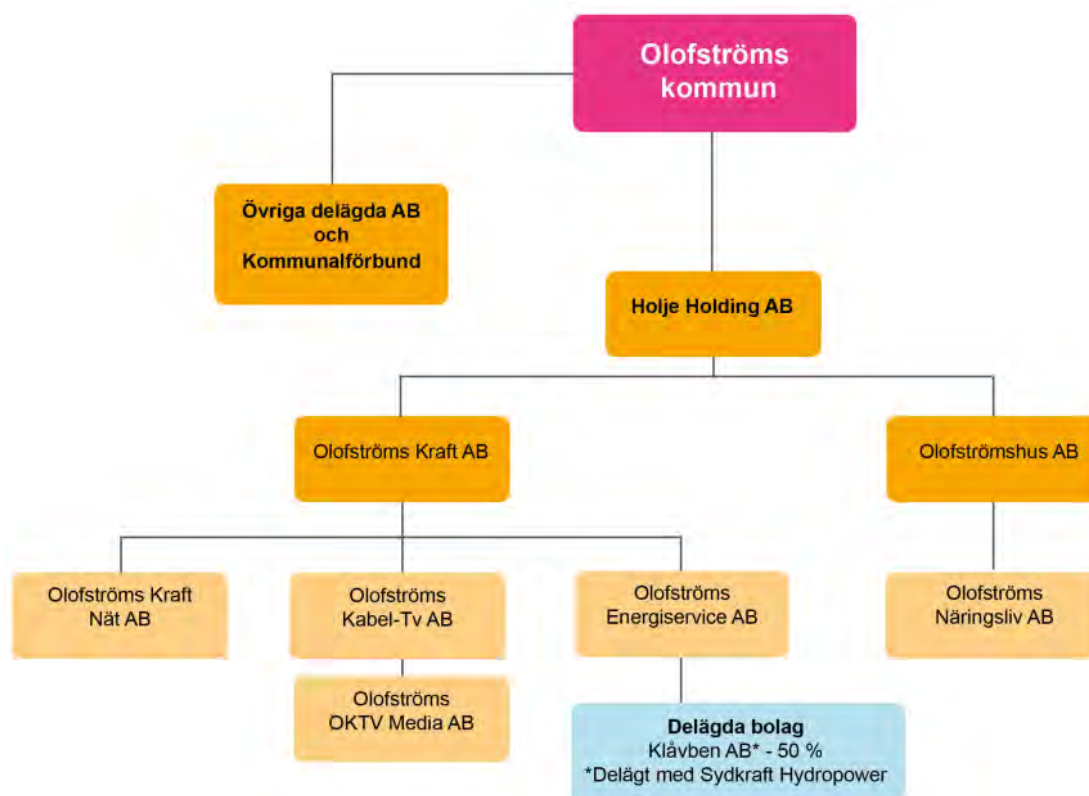 Olofströms
kommun
Övriga delägda AB
och
Kommunalförbund
Holje Holding AB
Olofströms Kraft AB
Olofströmshus AB
Olofströms Kraft
Nät AB
Olofströms
Kabel-Tv AB
Olofströms
Energiservice AB
Olofströms
Näringsliv AB
Olofströms
OKTV Media AB
Delägda bolag
Klåvben AB* - 50 %
*Delägt med Sydkraft Hydropower